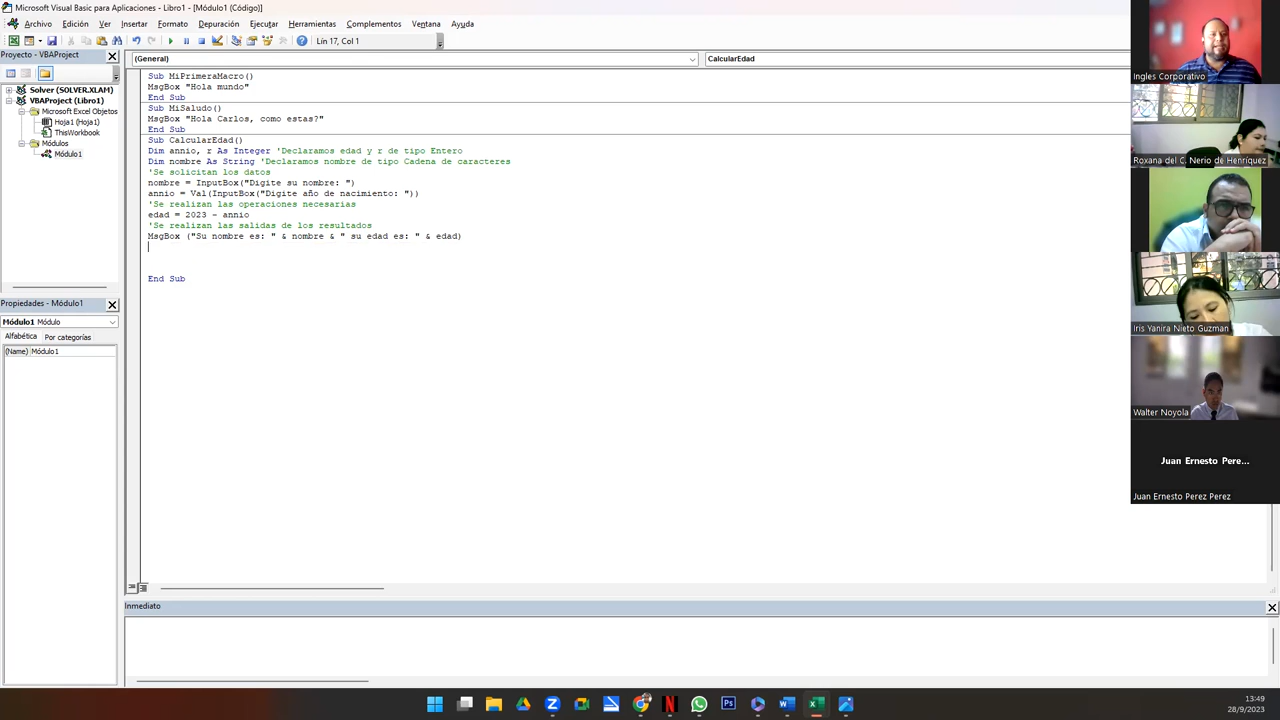 Microsoft Visual Basic para Aplicaciones - Libro1 - [Módulo1 (Código)]
Archivo Edición Ver Insertar Formato Depuración Ejecutar Herramientas Complementos Ventana Ayuda
Lín 17, Col 1
Proyecto - VBAProject
(General)
CalcularEdad
Solver (SOLVER.XLAM)
VBAProject (Libro1)
Microsoft Excel Objetos
Hoja1 (Hoja1)
ThisWorkbook
Módulos
Módulo1
Sub MiPrimeraMacro()
MsgBox "Hola mundo"
End Sub
Sub MiSaludo()
MsgBox "Hola Carlos, como estas?"
End Sub
Sub CalcularEdad()
Dim annio, r As Integer 'Declaramos edad y r de tipo Entero
Dim nombre As String 'Declaramos nombre de tipo Cadena de caracteres
'Se solicitan los datos
nombre = InputBox("Digite su nombre: ")
annio = Val(InputBox("Digite año de nacimiento: "))
'Se realizan las operaciones necesarias
edad = 2023 - annio
'Se realizan las salidas de los resultados
MsgBox ("Su nombre es: " & nombre & " su edad es: " & edad)
End Sub
Propiedades - Módulo1
Módulo1 Módulo
Alfabética Por categorías
(Name) Módulo1
Inmediato
Ingles Corporativo
Roxana del C. Nerio de Henríquez
Iris Yanira Nieto Guzman
Walter Noyola
Juan Ernesto Pere...
Juan Ernesto Perez Perez
13:49
28/9/2023